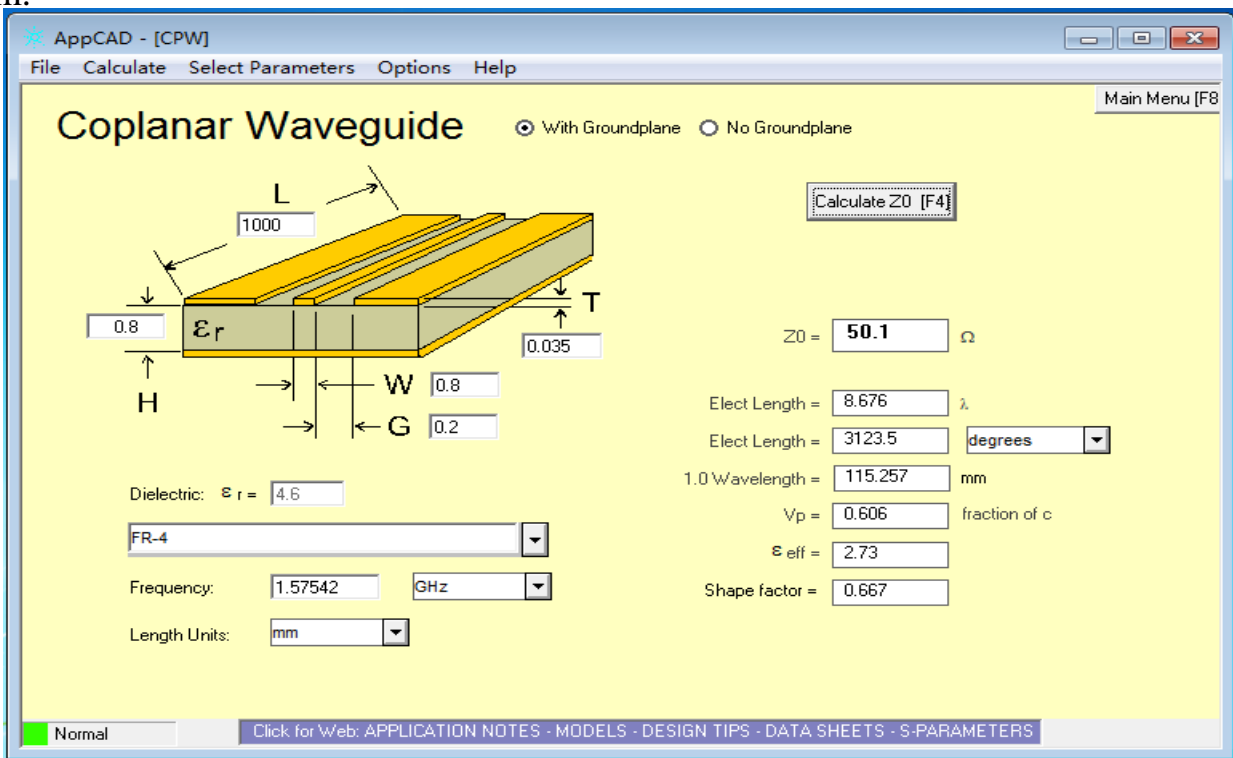 AppCAD - [CPW]
File Calculate Select Parameters Options Help
Main Menu [F8
Coplanar Waveguide With Groundplane No Groundplane
Calculate Z0 [F4]
L
1000
T
0.8
εr
0.035
Z0 = 50.1 Ω
H
W 0.8
G 0.2
Elect Length = 8.676 λ
Elect Length = 3123.5 degrees
1.0 Wavelength = 115.257 mm
Dielectric: ε r = 4.6
Vp = 0.606 fraction of c
FR-4
ε eff = 2.73
Frequency: 1.57542 GHz
Shape factor = 0.667
Length Units: mm
Normal
Click for Web: APPLICATION NOTES - MODELS - DESIGN TIPS - DATA SHEETS - S-PARAMETERS